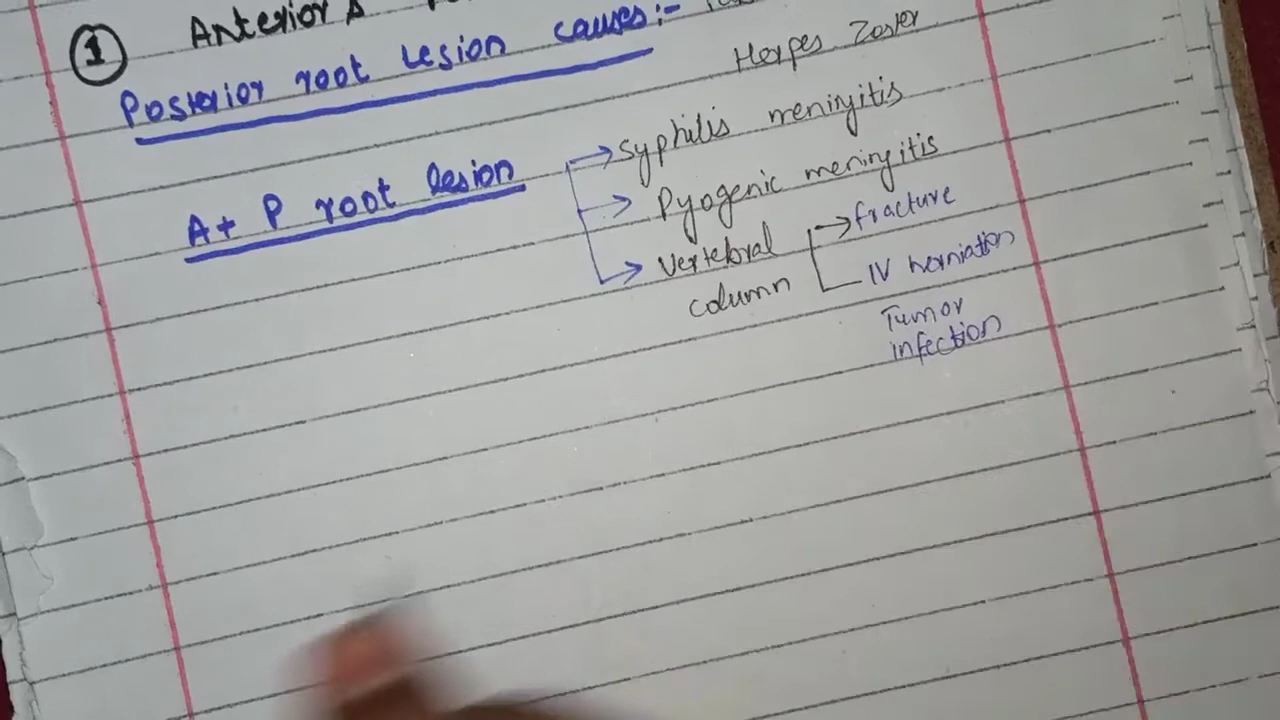 1 Anterior
Posterior root lesion causes:-
Herpes Zoster
A+ P root lesion
Syphilis meningitis
Pyogenic meningitis
Vertebral column
fracture
IV herniation
Tumor
infection